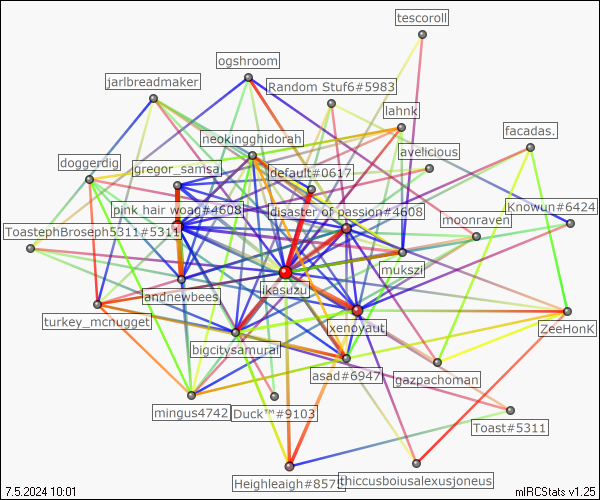 tescoroll
ogshroom
jarlbreadmaker
Random Stuf6#5983
lahnk
neokingghidorah
facadas.
avelicious
doggerdig
gregor_samsa
default#0617
pink hair woag#4608
disaster of passion#4608
Knowun#6424
moonraven
ToastephBroseph5311#5311
mukszi
ikasuzu
andnewbees
turkey_mcnugget
xenoyaut
ZeeHonK
bigcitysamurai
asad#6947
gazpachoman
mingus4742
Duck™#9103
Toast#5311
Heighleaigh#8575
thiccusboiusalexusjoneus
7.5.2024 10:01
mIRCStats v1.25